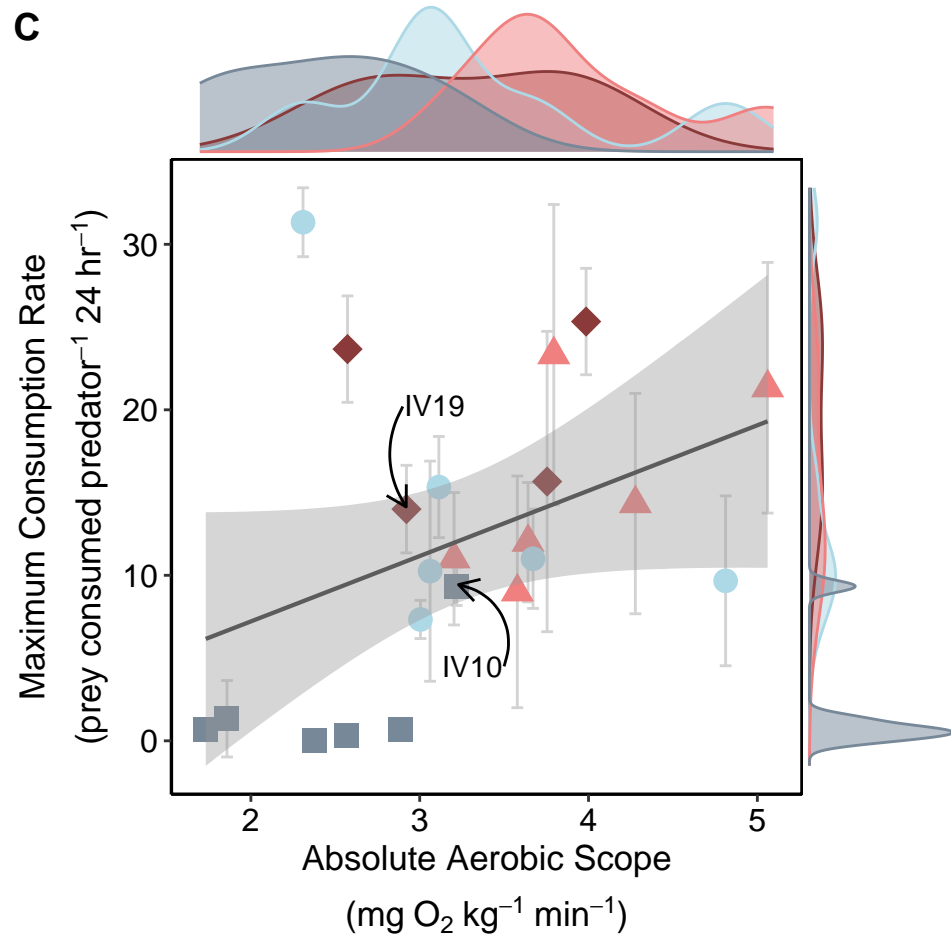 C
Maximum Consumption Rate
(prey consumed predator⁻¹ 24 hr⁻¹)
30
20
10
0
IV19
IV10
2 3 4 5
Absolute Aerobic Scope
(mg O₂ kg⁻¹ min⁻¹)